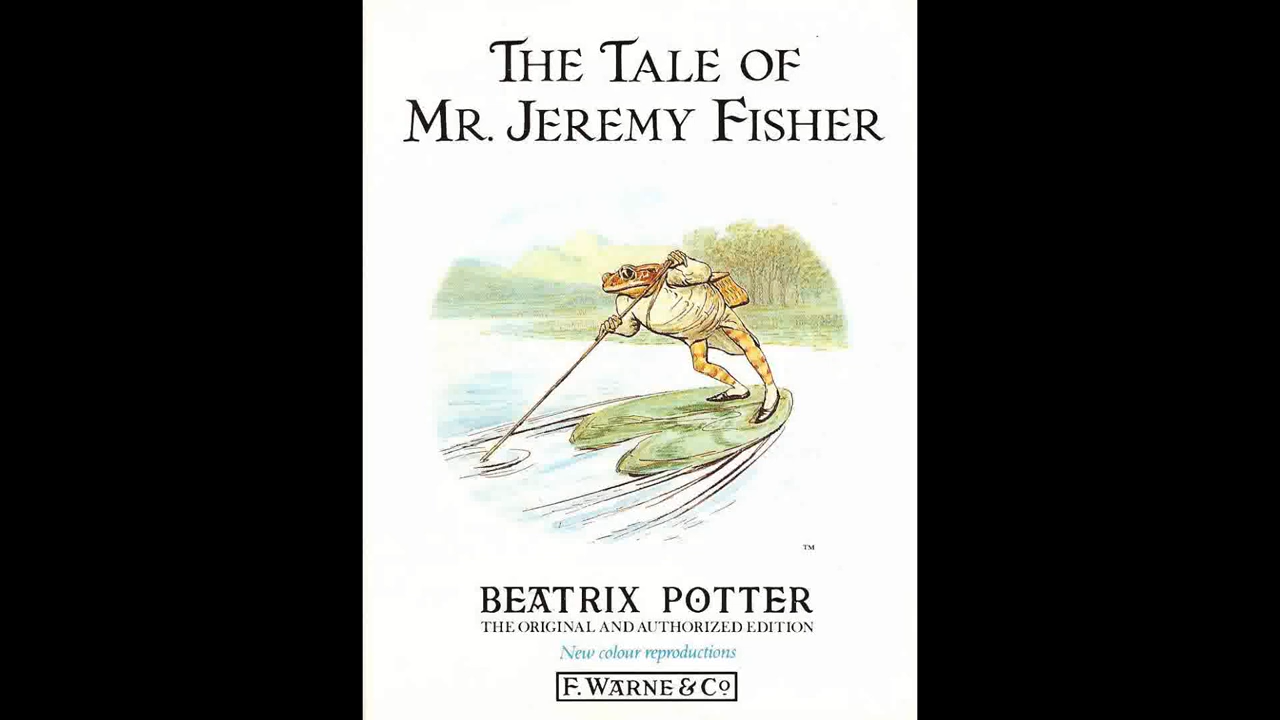 THE TALE OF
MR. JEREMY FISHER
TM
BEATRIX POTTER
THE ORIGINAL AND AUTHORIZED EDITION
New colour reproductions
F. WARNE & Co